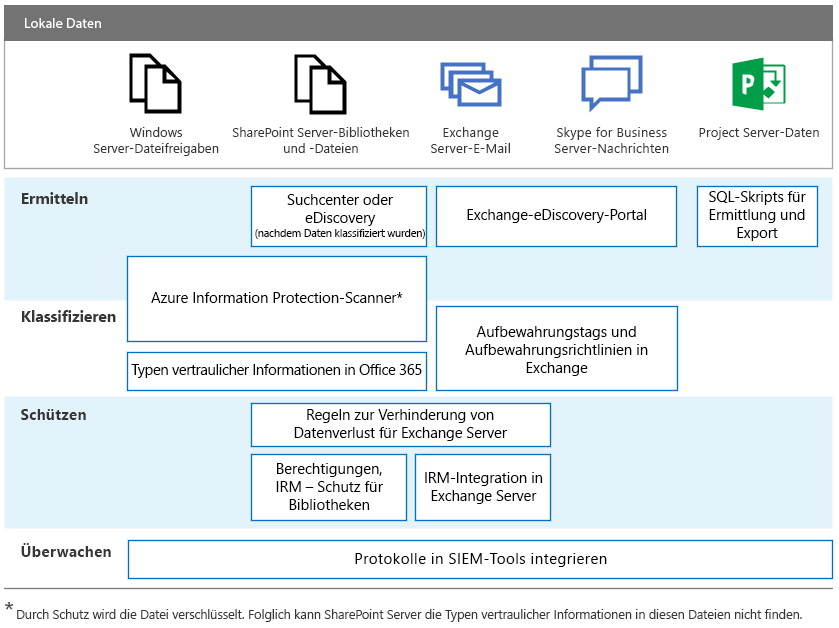 Lokale Daten
Windows
Server-Dateifreigaben
SharePoint Server-Bibliotheken
und -Dateien
Exchange
Server-E-Mail
Skype for Business
Server-Nachrichten
P
Project Server-Daten
Ermitteln
Suchcenter oder
eDiscovery
(nachdem Daten klassifiziert wurden)
Exchange-eDiscovery-Portal
SQL-Skripts für
Ermittlung und
Export
Azure Information Protection-Scanner*
Klassifizieren
Aufbewahrungstags und
Aufbewahrungsrichtlinien in
Exchange
Typen vertraulicher Informationen in Office 365
Schützen
Regeln zur Verhinderung von
Datenverlust für Exchange Server
Berechtigungen,
IRM – Schutz für
Bibliotheken
IRM-Integration in
Exchange Server
Überwachen
Protokolle in SIEM-Tools integrieren
* Durch Schutz wird die Datei verschlüsselt. Folglich kann SharePoint Server die Typen vertraulicher Informationen in diesen Dateien nicht finden.